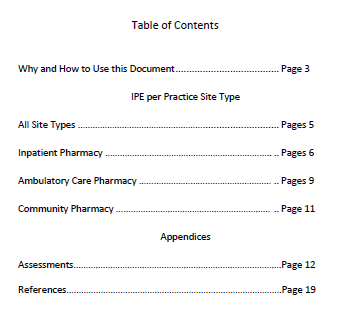 Table of Contents
Why and How to Use this Document........................................ Page 3
IPE per Practice Site Type
All Site Types .............................................................................. Pages 5
Inpatient Pharmacy .................................................................. .. Pages 6
Ambulatory Care Pharmacy .................................................... .. Pages 9
Community Pharmacy ............................................................. .. Page 11
Appendices
Assessments.................................................................................Page 12
References....................................................................................Page 19